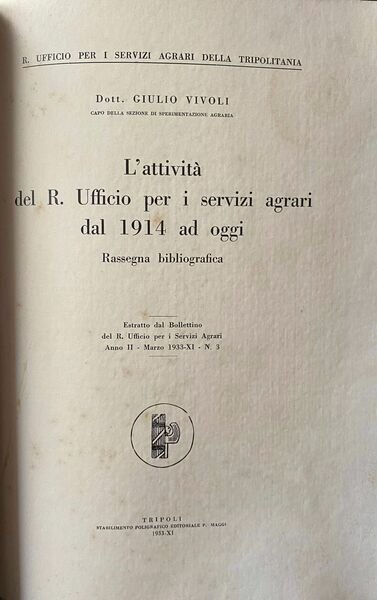 R. UFFICIO PER I SERVIZI AGRARI DELLA TRIPOLITANIA
Dott. GIULIO VIVOLI
CAPO DELLA SEZIONE DI SPERIMENTAZIONE AGRARIA
L'attività
del R. Ufficio per i servizi agrari
dal 1914 ad oggi
Rassegna bibliografica
Estratto dal Bollettino
del R. Ufficio per i Servizi Agrari
Anno II - Marzo 1933-XI - N. 3
TRIPOLI
STABILIMENTO POLIGRAFICO EDITORIALE P. MAGGI
1933-XI